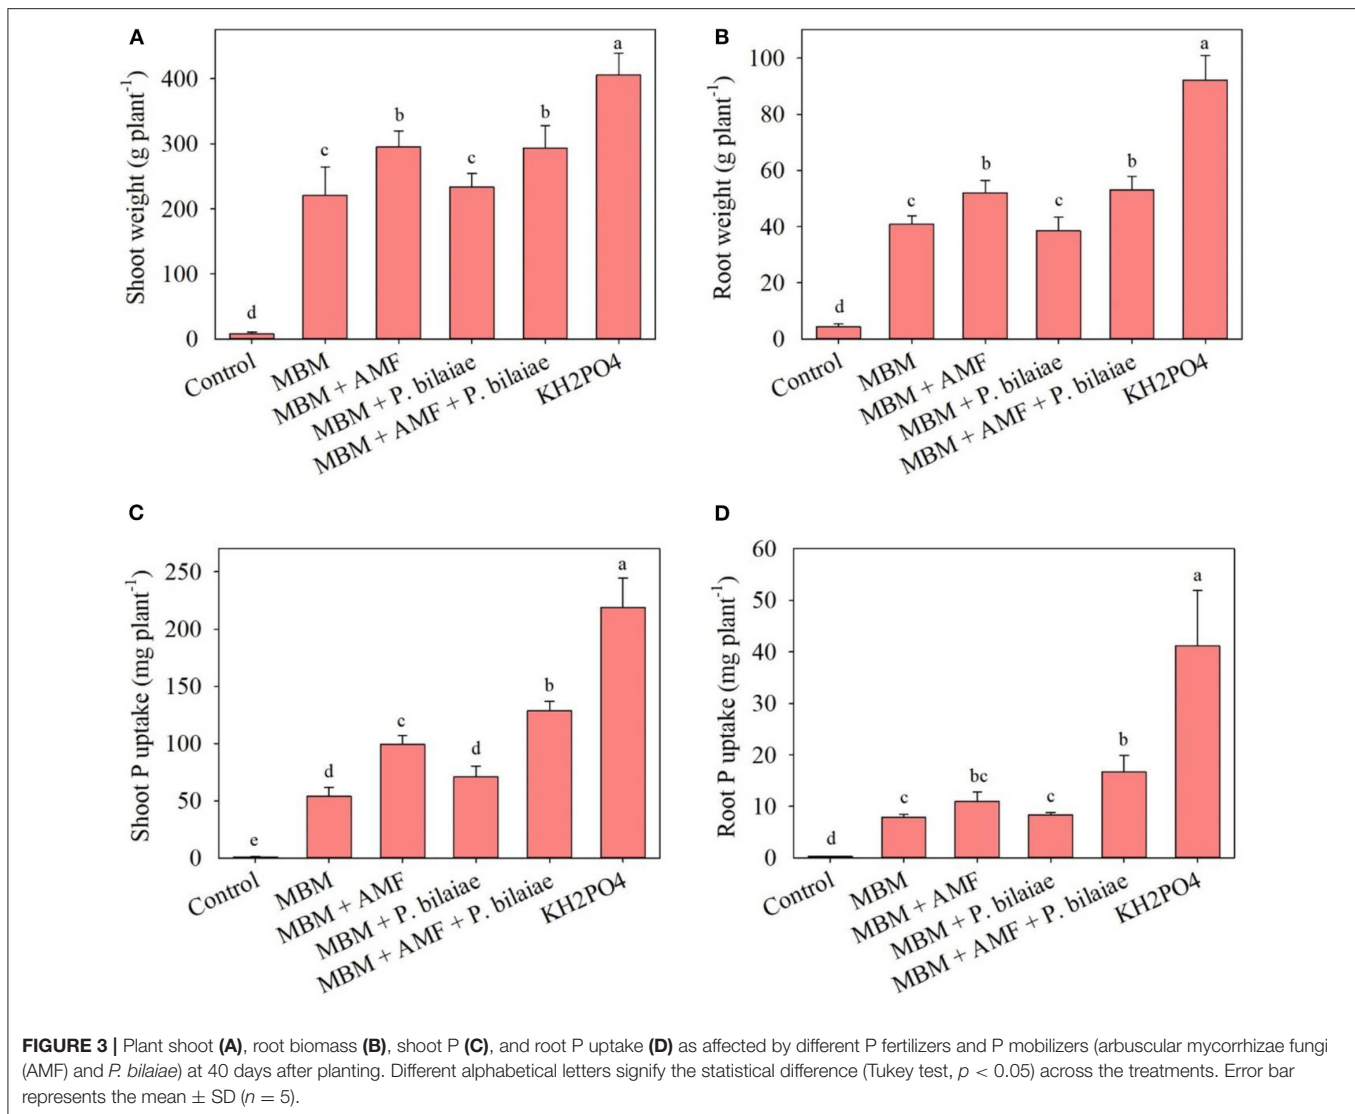 A
Shoot weight (g plant-1)
400
300
200
100
0
d
c
b
c
b
a
Control
MBM
MBM + AMF
MBM + P. bilaiae
MBM + AMF + P. bilaiae
KH2PO4
B
Root weight (g plant-1)
100
80
60
40
20
0
d
c
b
c
b
a
Control
MBM
MBM + AMF
MBM + P. bilaiae
MBM + AMF + P. bilaiae
KH2PO4
C
Shoot P uptake (mg plant-1)
250
200
150
100
50
0
e
d
c
d
b
a
Control
MBM
MBM + AMF
MBM + P. bilaiae
MBM + AMF + P. bilaiae
KH2PO4
D
Root P uptake (mg plant-1)
60
50
40
30
20
10
0
d
c
bc
c
b
a
Control
MBM
MBM + AMF
MBM + P. bilaiae
MBM + AMF + P. bilaiae
KH2PO4
FIGURE 3 | Plant shoot (A), root biomass (B), shoot P (C), and root P uptake (D) as affected by different P fertilizers and P mobilizers (arbuscular mycorrhizae fungi
(AMF) and P. bilaiae) at 40 days after planting. Different alphabetical letters signify the statistical difference (Tukey test, p < 0.05) across the treatments. Error bar
represents the mean ± SD (n = 5).